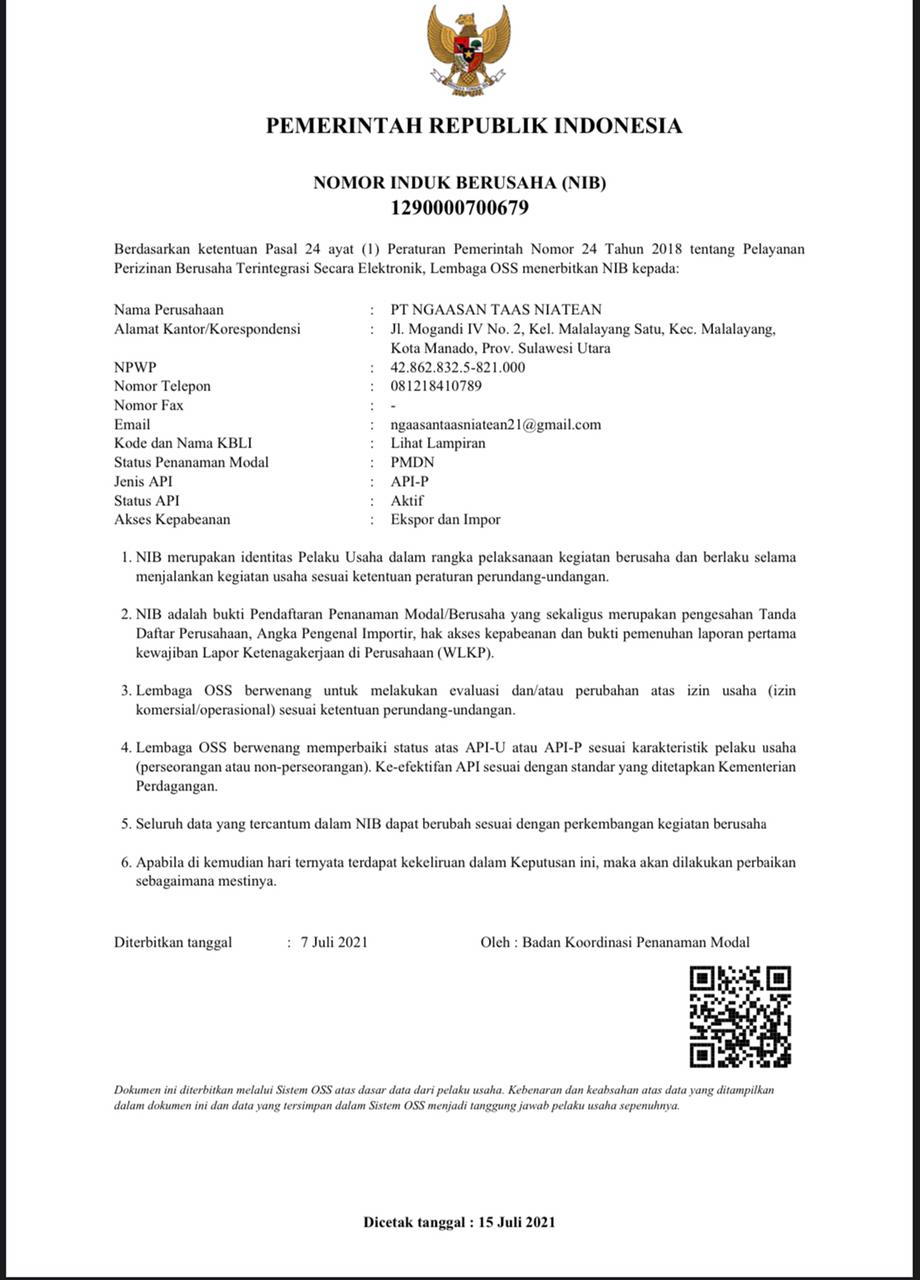 PEMERINTAH REPUBLIK INDONESIA
NOMOR INDUK BERUSAHA (NIB)
1290000700679
Berdasarkan ketentuan Pasal 24 ayat (1) Peraturan Pemerintah Nomor 24 Tahun 2018 tentang Pelayanan
Perizinan Berusaha Terintegrasi Secara Elektronik, Lembaga OSS menerbitkan NIB kepada:
Nama Perusahaan : PT NGAASAN TAAS NIATEAN
Alamat Kantor/Korespondensi : Jl. Mogandi IV No. 2, Kel. Malalayang Satu, Kec. Malalayang,
Kota Manado, Prov. Sulawesi Utara
NPWP : 42.862.832.5-821.000
Nomor Telepon : 081218410789
Nomor Fax : -
Email : ngaasantaasniatean21@gmail.com
Kode dan Nama KBLI : Lihat Lampiran
Status Penanaman Modal : PMDN
Jenis API : API-P
Status API : Aktif
Akses Kepabeanan : Ekspor dan Impor
1. NIB merupakan identitas Pelaku Usaha dalam rangka pelaksanaan kegiatan berusaha dan berlaku selama
menjalankan kegiatan usaha sesuai ketentuan peraturan perundang-undangan.
2. NIB adalah bukti Pendaftaran Penanaman Modal/Berusaha yang sekaligus merupakan pengesahan Tanda
Daftar Perusahaan, Angka Pengenal Importir, hak akses kepabeanan dan bukti pemenuhan laporan pertama
kewajiban Lapor Ketenagakerjaan di Perusahaan (WLKP).
3. Lembaga OSS berwenang untuk melakukan evaluasi dan/atau perubahan atas izin usaha (izin
komersial/operasional) sesuai ketentuan perundang-undangan.
4. Lembaga OSS berwenang memperbaiki status atas API-U atau API-P sesuai karakteristik pelaku usaha
(perseorangan atau non-perseorangan). Ke-efektifan API sesuai dengan standar yang ditetapkan Kementerian
Perdagangan.
5. Seluruh data yang tercantum dalam NIB dapat berubah sesuai dengan perkembangan kegiatan berusaha
6. Apabila di kemudian hari ternyata terdapat kekeliruan dalam Keputusan ini, maka akan dilakukan perbaikan
sebagaimana mestinya.
Diterbitkan tanggal : 7 Juli 2021 Oleh : Badan Koordinasi Penanaman Modal
Dokumen ini diterbitkan melalui Sistem OSS atas dasar data dari pelaku usaha. Kebenaran dan keabsahan atas data yang ditampilkan
dalam dokumen ini dan data yang tersimpan dalam Sistem OSS menjadi tanggung jawab pelaku usaha sepenuhnya.
Dicetak tanggal : 15 Juli 2021